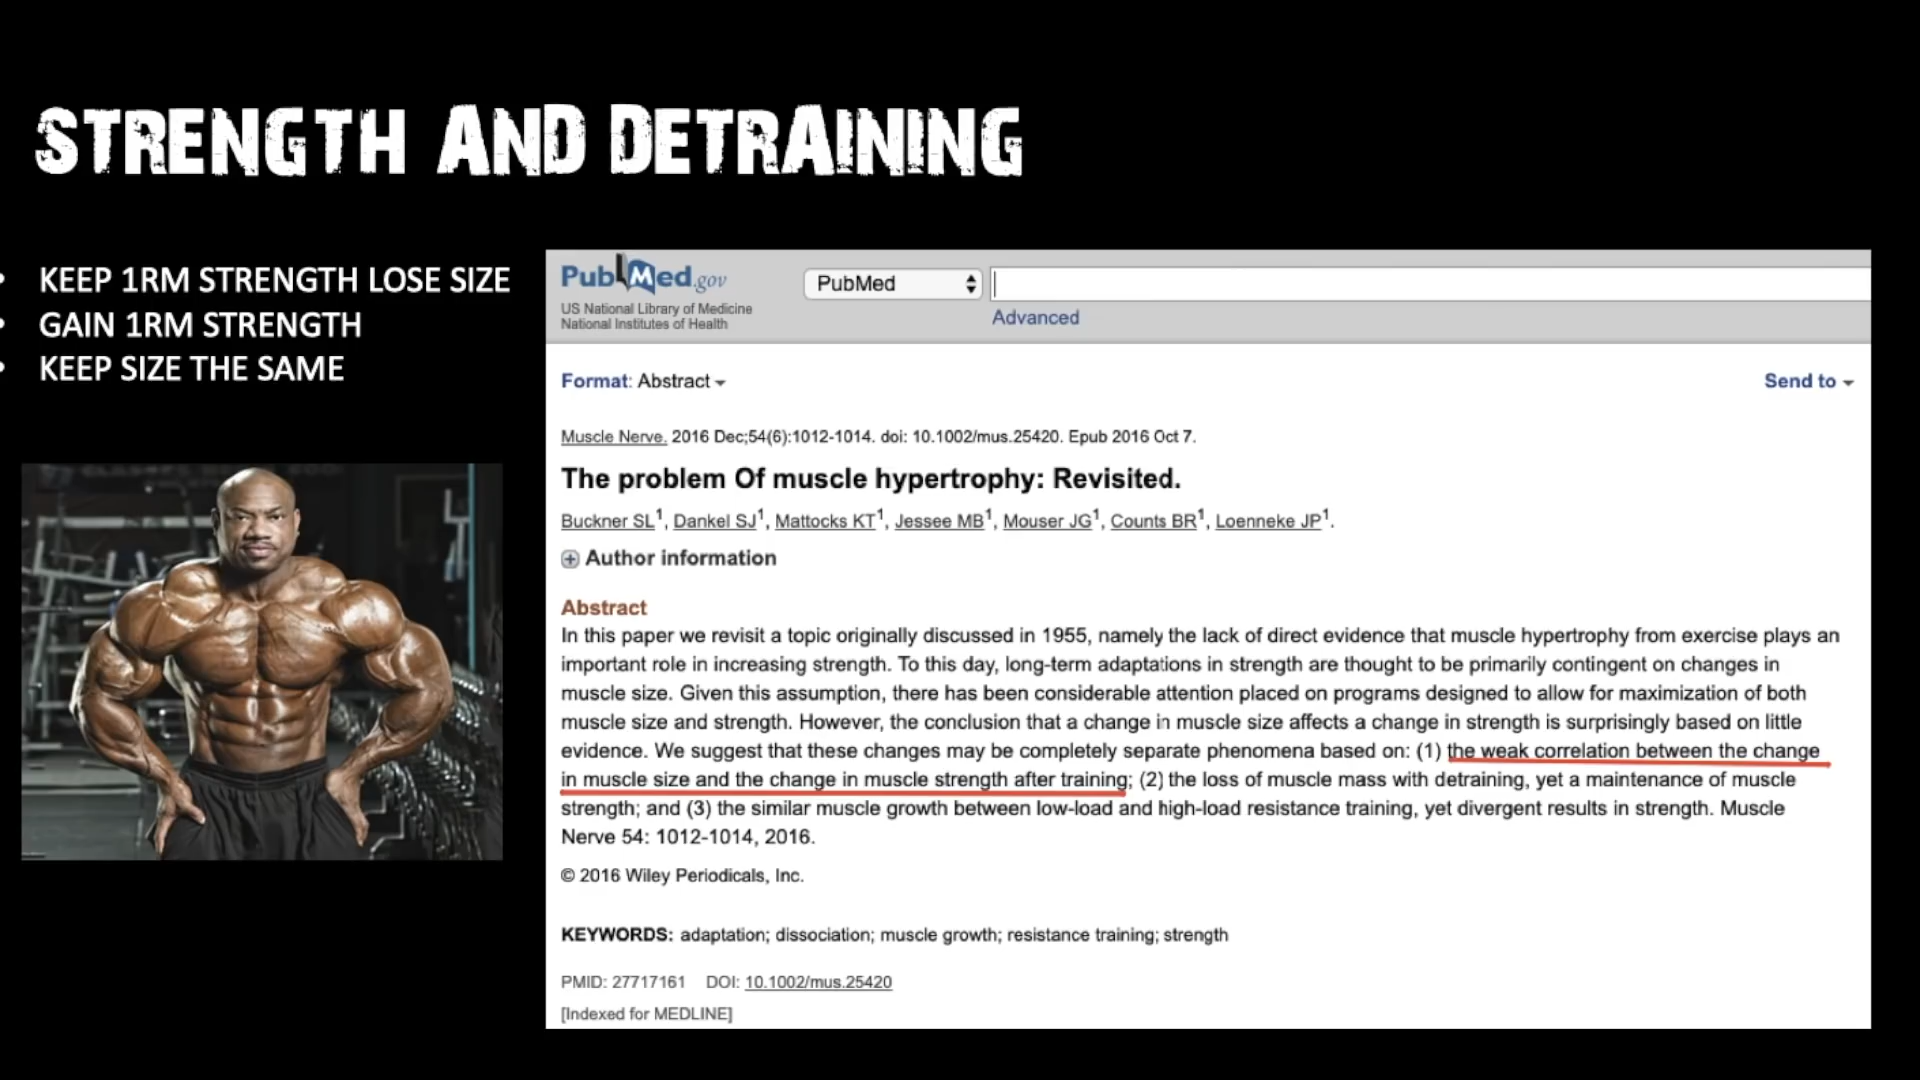 STRENGTH AND DETRAINING
• KEEP 1RM STRENGTH LOSE SIZE
• GAIN 1RM STRENGTH
• KEEP SIZE THE SAME
PubMed.gov
US National Library of Medicine
National Institutes of Health
PubMed
Advanced
Format: Abstract
Send to
Muscle Nerve. 2016 Dec;54(6):1012-1014. doi: 10.1002/mus.25420. Epub 2016 Oct 7.
The problem Of muscle hypertrophy: Revisited.
Buckner SL1, Dankel SJ1, Mattocks KT1, Jessee MB1, Mouser JG1, Counts BR1, Loenneke JP1.
Author information
Abstract
In this paper we revisit a topic originally discussed in 1955, namely the lack of direct evidence that muscle hypertrophy from exercise plays an
important role in increasing strength. To this day, long-term adaptations in strength are thought to be primarily contingent on changes in
muscle size. Given this assumption, there has been considerable attention placed on programs designed to allow for maximization of both
muscle size and strength. However, the conclusion that a change in muscle size affects a change in strength is surprisingly based on little
evidence. We suggest that these changes may be completely separate phenomena based on: (1) the weak correlation between the change
in muscle size and the change in muscle strength after training; (2) the loss of muscle mass with detraining, yet a maintenance of muscle
strength; and (3) the similar muscle growth between low-load and high-load resistance training, yet divergent results in strength. Muscle
Nerve 54: 1012-1014, 2016.
© 2016 Wiley Periodicals, Inc.
KEYWORDS: adaptation; dissociation; muscle growth; resistance training; strength
PMID: 27717161 DOI: 10.1002/mus.25420
[Indexed for MEDLINE]